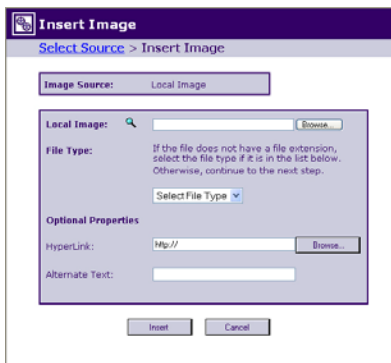 Insert Image
Select Source > Insert Image
Image Source: Local Image
Local Image: Browse...
File Type: If the file does not have a file extension,
select the file type if it is in the list below.
Otherwise, continue to the next step.
Select File Type
Optional Properties
HyperLink: http:// Browse...
Alternate Text:
Insert Cancel